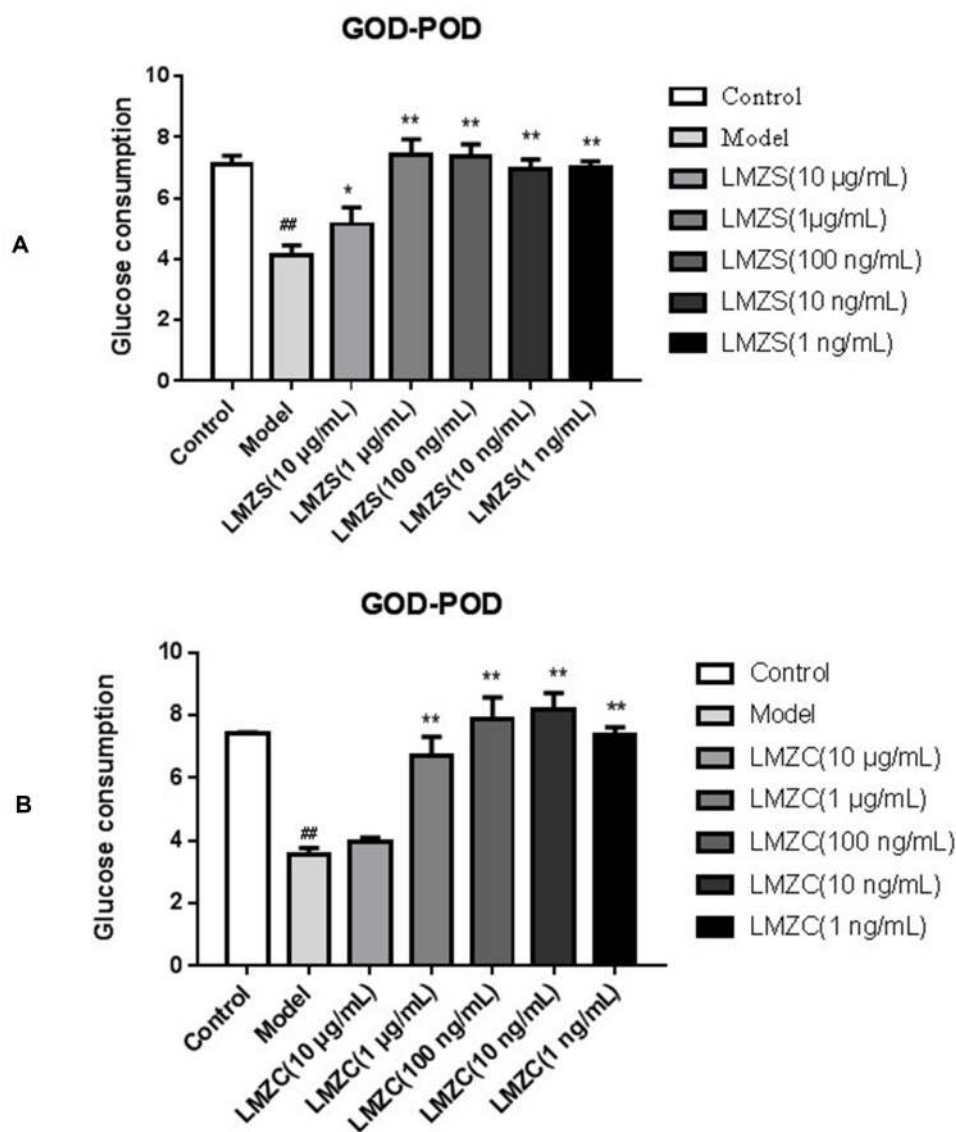 GOD-POD
A
Glucose consumption
10
8
6
4
2
0
##
*
**
**
**
**
Control
Model
LMZS(10 µg/mL)
LMZS(1 µg/mL)
LMZS(100 ng/mL)
LMZS(10 ng/mL)
LMZS(1 ng/mL)
Control
Model
LMZS(10 µg/mL)
LMZS(1µg/mL)
LMZS(100 ng/mL)
LMZS(10 ng/mL)
LMZS(1 ng/mL)
GOD-POD
B
Glucose consumption
10
8
6
4
2
0
##
**
**
**
**
Control
Model
LMZC(10 µg/mL)
LMZC(1 µg/mL)
LMZC(100 ng/mL)
LMZC(10 ng/mL)
LMZC(1 ng/mL)
Control
Model
LMZC(10 µg/mL)
LMZC(1 µg/mL)
LMZC(100 ng/mL)
LMZC(10 ng/mL)
LMZC(1 ng/mL)